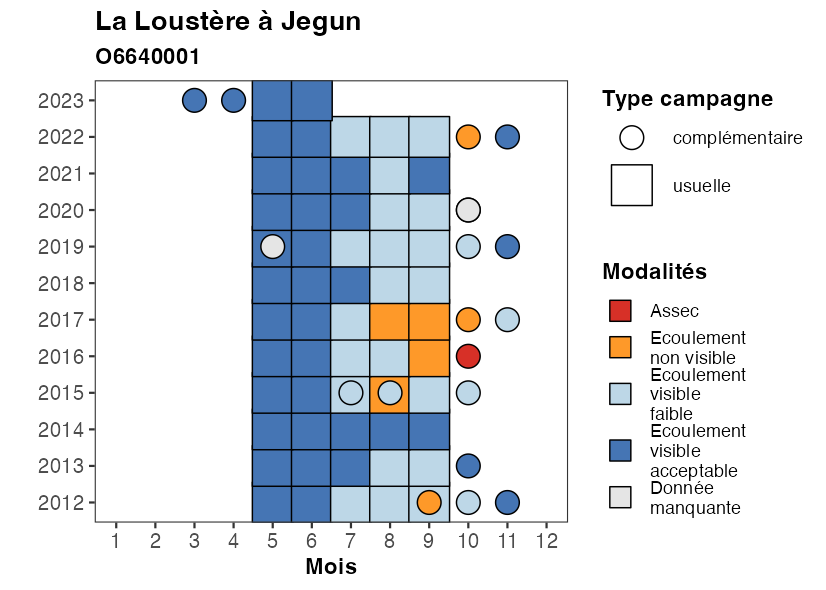 La Loustère à Jegun
O6640001
2023
2022
2021
2020
2019
2018
2017
2016
2015
2014
2013
2012
1 2 3 4 5 6 7 8 9 10 11 12
Mois
Type campagne
complémentaire
usuelle
Modalités
Assec
Ecoulement
non visible
Ecoulement
visible
faible
Ecoulement
visible
acceptable
Donnée
manquante